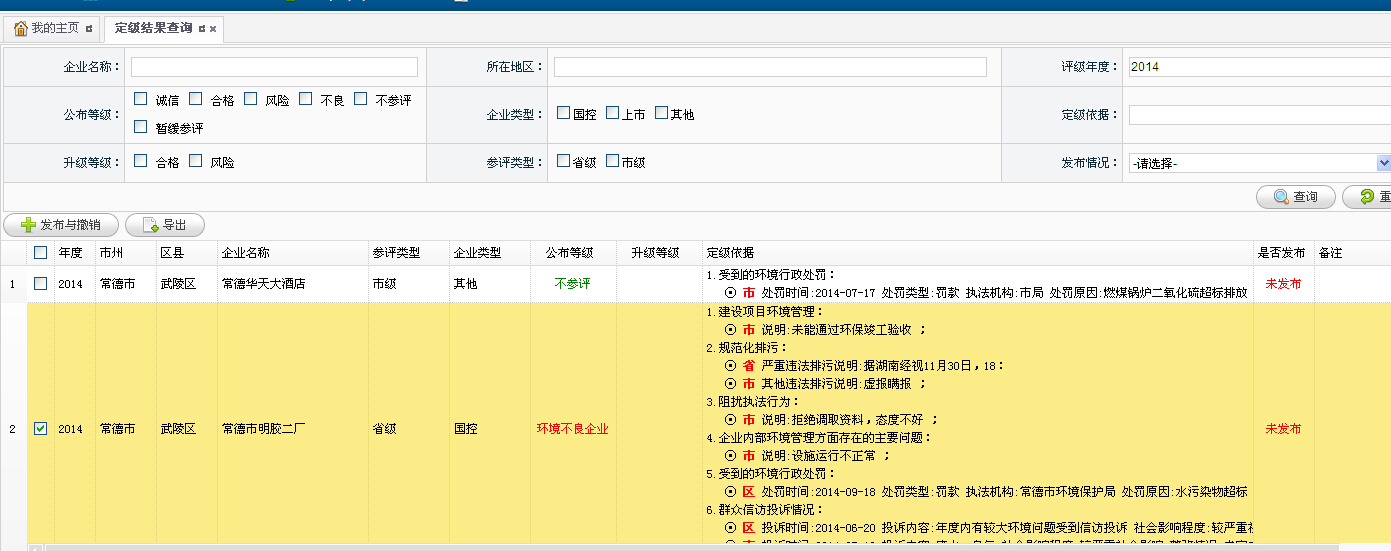 我的主页 定级结果查询
企业名称： 所在地区： 评级年度： 2014
公布等级： 诚信 合格 风险 不良 不参评
暂缓参评
企业类型： 国控 上市 其他 定级依据：
升级等级： 合格 风险 参评类型： 省级 市级 发布情况： -请选择-
查询 重
发布与撤销 导出
年度 市州 区县 企业名称 参评类型 企业类型 公布等级 升级等级 定级依据 是否发布 备注
1 2014 常德市 武陵区 常德华天大酒店 市级 其他 不参评 未发布
1.受到的环境行政处罚：
市 处罚时间:2014-07-17 处罚类型:罚款 执法机构:市局 处罚原因:燃煤锅炉二氧化硫超标排放
2 2014 常德市 武陵区 常德市明胶二厂 省级 国控 环境不良企业 未发布
1.建设项目环境管理：
市 说明:未能通过环保竣工验收 ；
2.规范化排污：
省 严重违法排污说明:据湖南经视11月30日，18：
市 其他违法排污说明:虚报瞒报 ；
3.阻扰执法行为：
市 说明:拒绝调取资料，态度不好 ；
4.企业内部环境管理方面存在的主要问题：
市 说明:设施运行不正常 ；
5.受到的环境行政处罚：
区 处罚时间:2014-09-18 处罚类型:罚款 执法机构:常德市环境保护局 处罚原因:水污染物超标
6.群众信访投诉情况：
区 投诉时间:2014-06-20 投诉内容:年度内有较大环境问题受到信访投诉 社会影响程度:较严重社